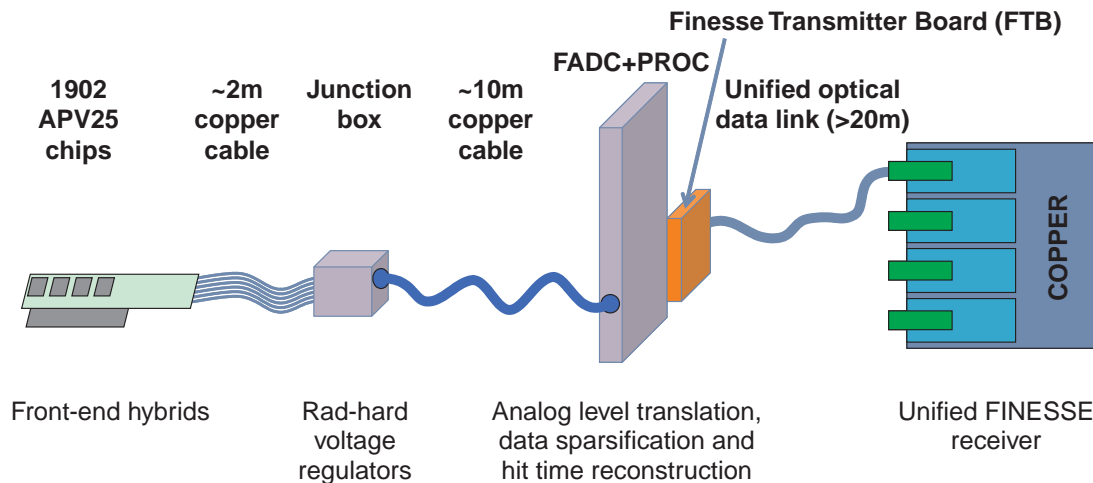 Finesse Transmitter Board (FTB)
FADC+PROC
1902
APV25
chips
~2m
copper
cable
Junction
box
~10m
copper
cable
Unified optical
data link (>20m)
COPPER
Front-end hybrids
Rad-hard
voltage
regulators
Analog level translation,
data sparsification and
hit time reconstruction
Unified FINESSE
receiver